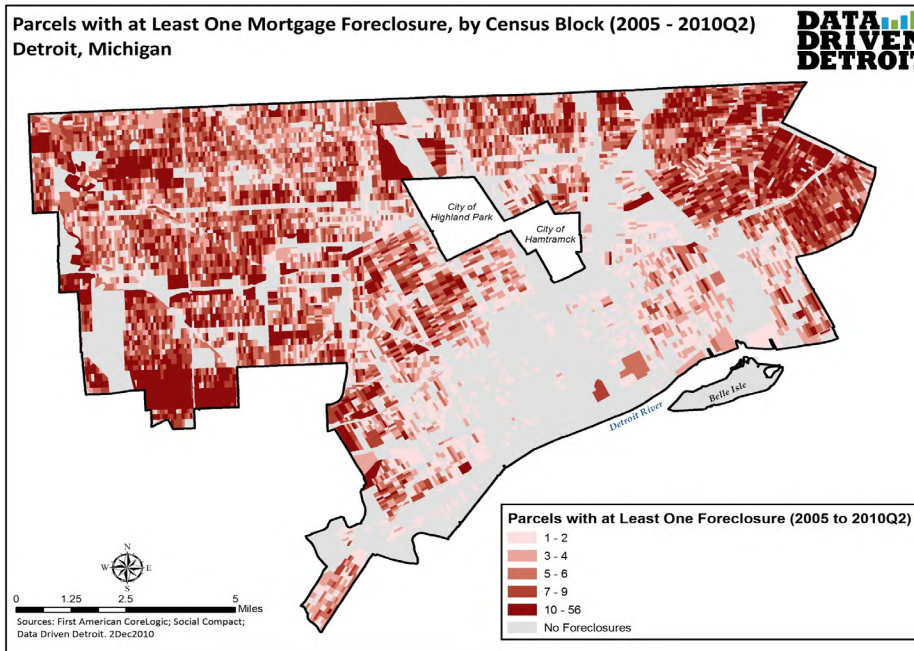 Parcels with at Least One Mortgage Foreclosure, by Census Block (2005 - 2010Q2)
Detroit, Michigan
DATA
DRIVEN
DETROIT
City of
Highland Park
City of
Hamtramck
Belle Isle
Detroit River
N
W E
S
0 1.25 2.5 5
Miles
Sources: First American CoreLogic; Social Compact;
Data Driven Detroit. 2Dec2010
Parcels with at Least One Foreclosure (2005 to 2010Q2)
1 - 2
3 - 4
5 - 6
7 - 9
10 - 56
No Foreclosures